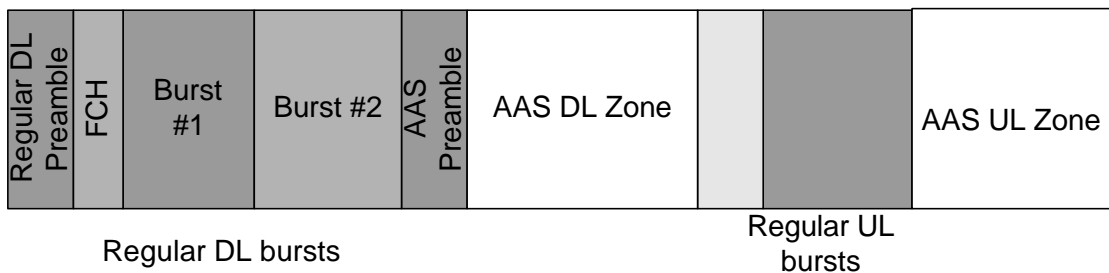 Regular DL
Preamble
FCH
Burst
#1
Burst #2
AAS
Preamble
AAS DL Zone
AAS UL Zone
Regular DL bursts
Regular UL
bursts